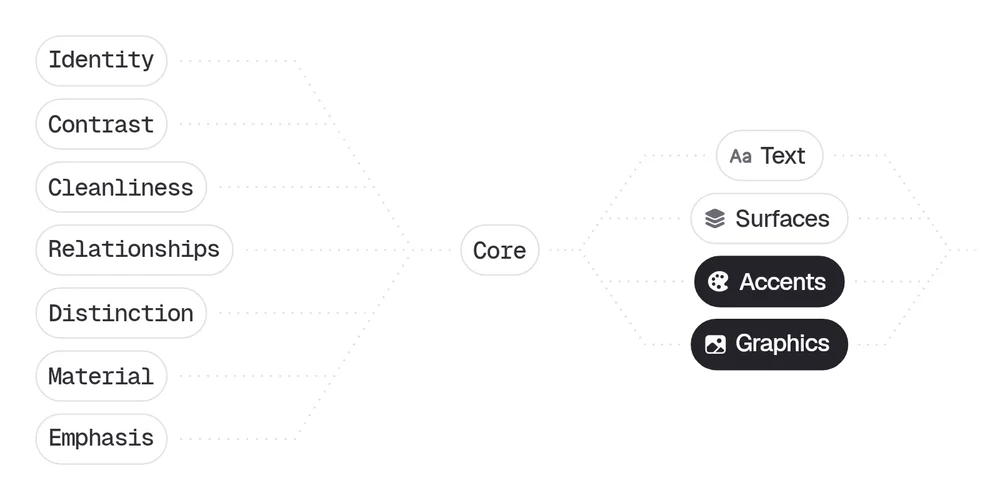 Identity
Contrast
Cleanliness
Relationships
Distinction
Material
Emphasis
Core
Aa Text
Surfaces
Accents
Graphics